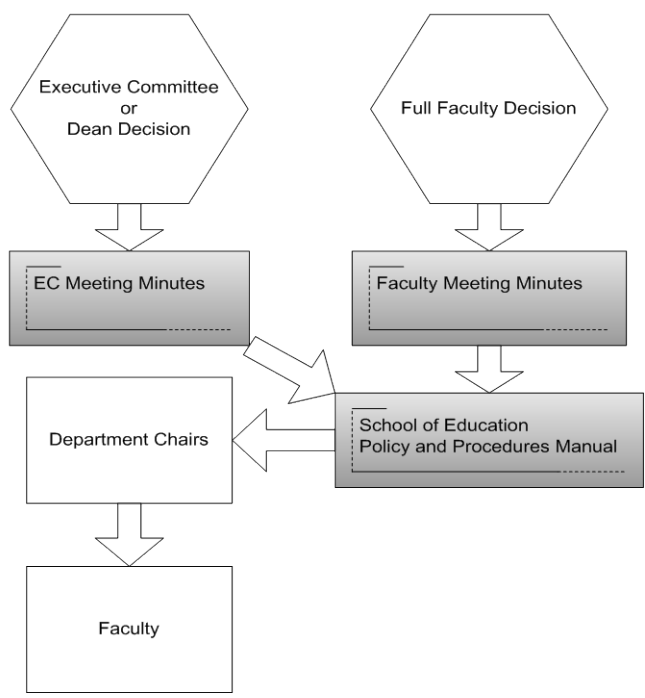 Executive Committee
or
Dean Decision
Full Faculty Decision
EC Meeting Minutes
Faculty Meeting Minutes
School of Education
Policy and Procedures Manual
Department Chairs
Faculty